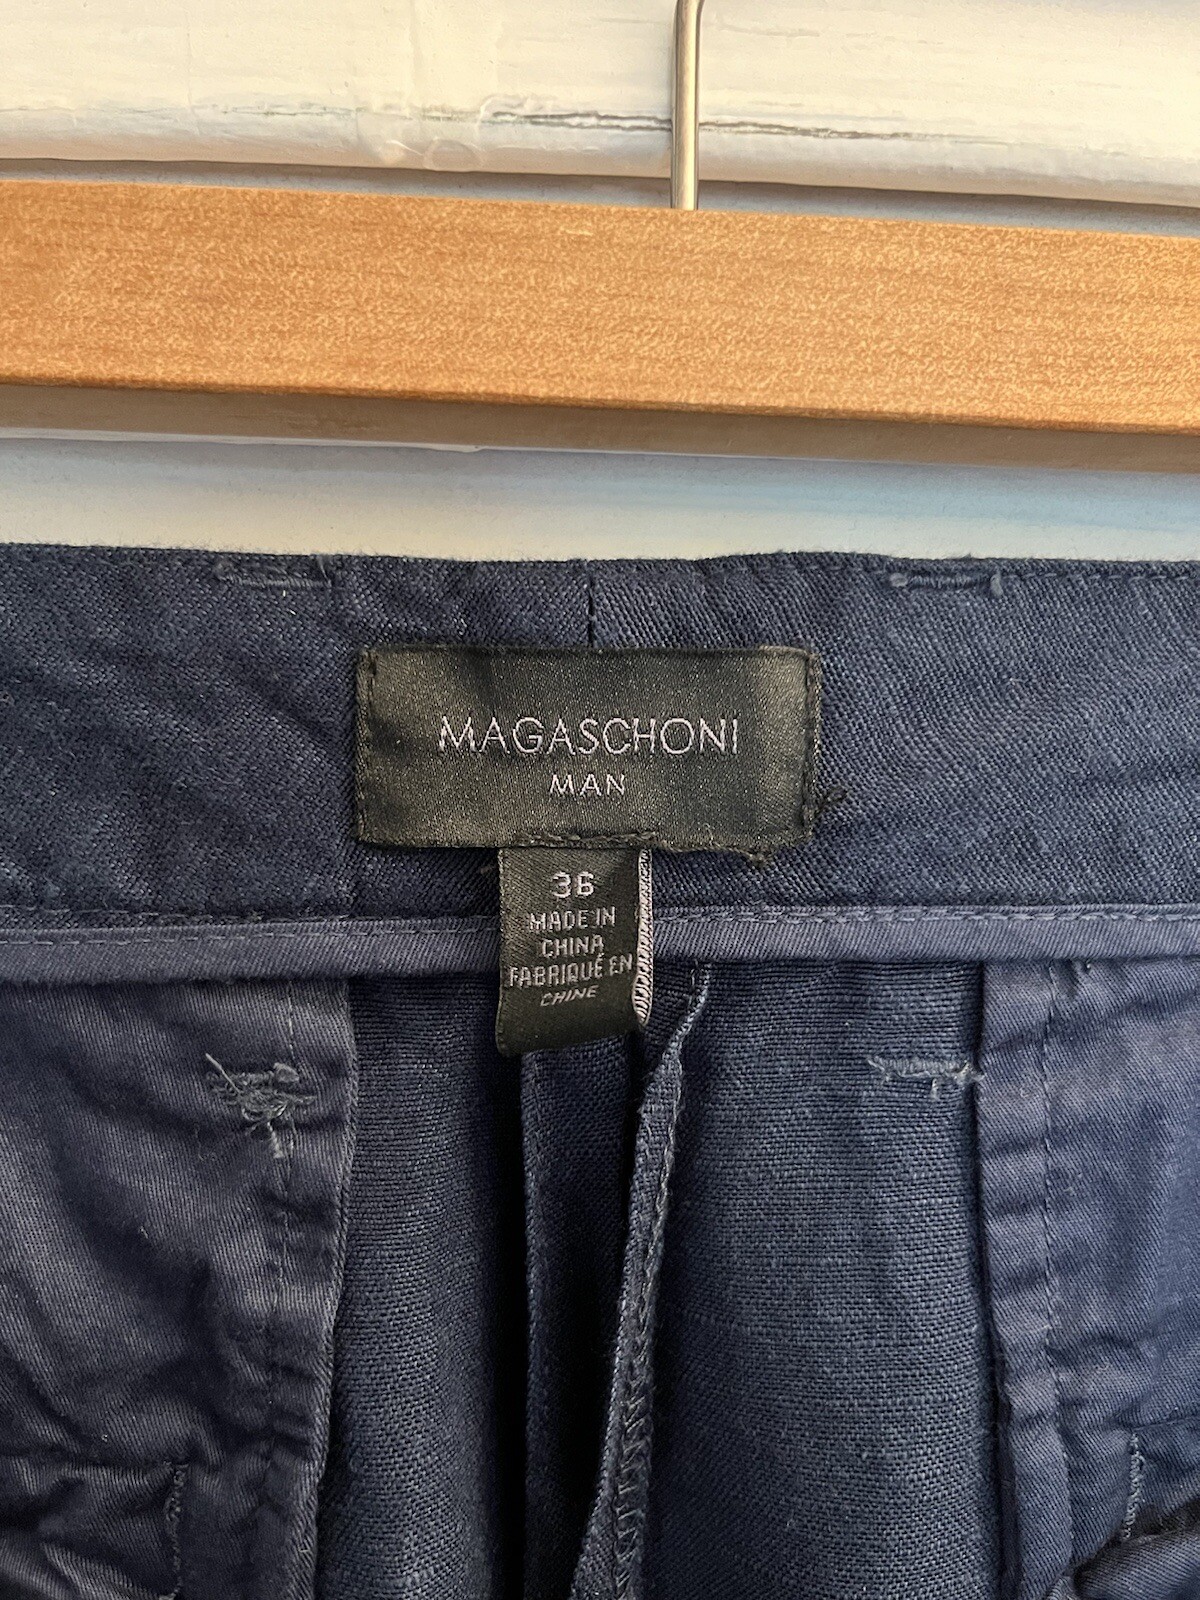 MAGASCHONI
MAN
36
MADE IN
CHINA
FABRIQUÉ EN
CHINE